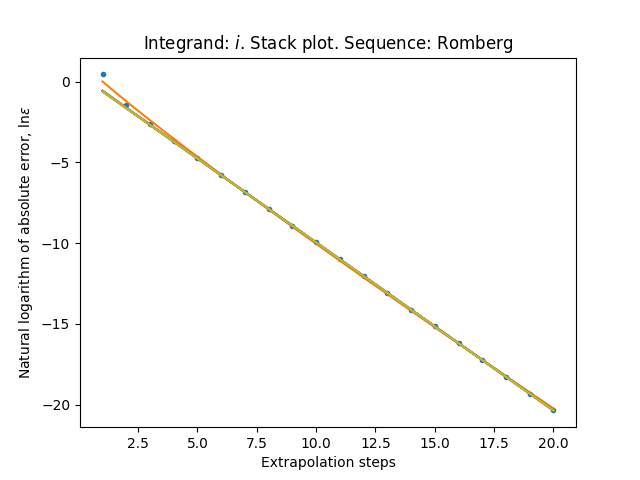 Integrand: i. Stack plot. Sequence: Romberg
Natural logarithm of absolute error, lnε
0
−5
−10
−15
−20
2.5 5.0 7.5 10.0 12.5 15.0 17.5 20.0
Extrapolation steps